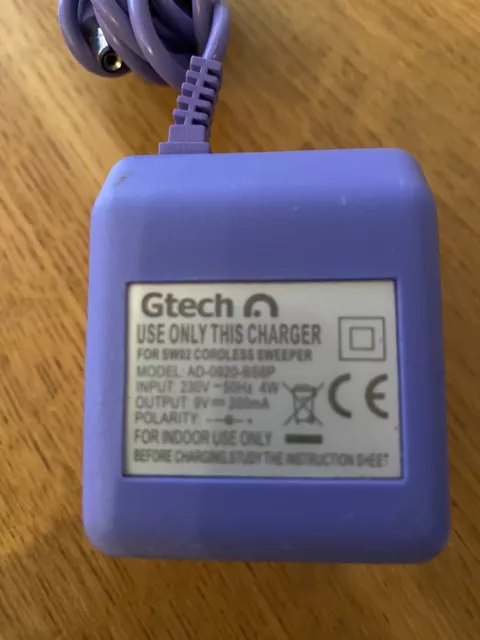 Gtech
USE ONLY THIS CHARGER
FOR SW02 CORDLESS SWEEPER
MODEL: AD-0920-BS8P
INPUT: 230V ~ 50Hz 4W
OUTPUT: 9V ⎓ 200mA
POLARITY: - +
CE
FOR INDOOR USE ONLY
BEFORE CHARGING,STUDY THE INSTRUCTION SHEET